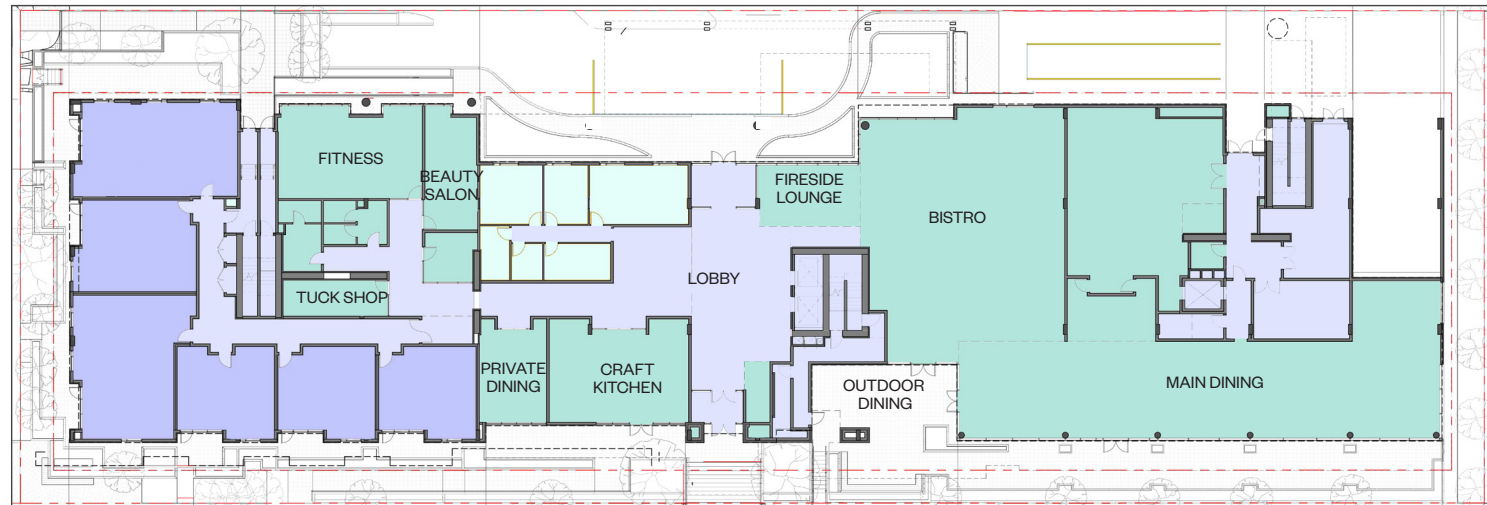 FITNESS
BEAUTY
SALON
FIRESIDE
LOUNGE
BISTRO
LOBBY
TUCK SHOP
PRIVATE
DINING
CRAFT
KITCHEN
OUTDOOR
DINING
MAIN DINING